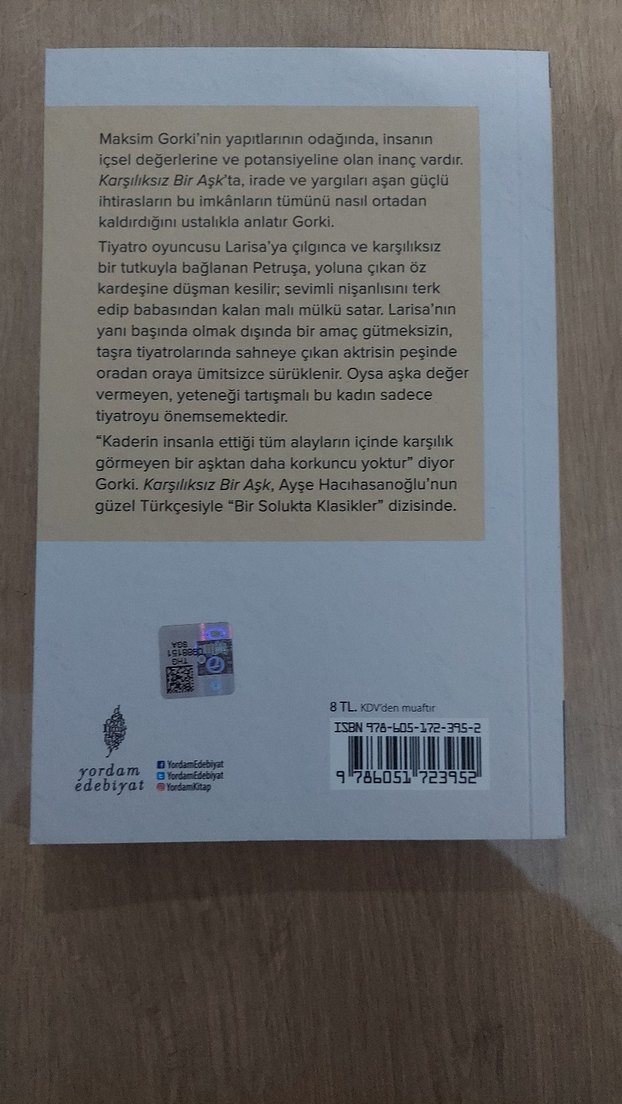 Maksim Gorki’nin yapıtlarının odağında, insanın
içsel değerlerine ve potansiyeline olan inanç vardır.
Karşılıksız Bir Aşk’ta, irade ve yargıları aşan güçlü
ihtirasların bu imkânların tümünü nasıl ortadan
kaldırdığını ustalıkla anlatır Gorki.
Tiyatro oyuncusu Larisa’ya çılgınca ve karşılıksız
bir tutkuyla bağlanan Petruşa, yoluna çıkan öz
kardeşine düşman kesilir; sevimli nişanlısını terk
edip babasından kalan malı mülkü satar. Larisa’nın
yanı başında olmak dışında bir amaç gütmeksizin,
taşra tiyatrolarında sahneye çıkan aktrisin peşinde
oradan oraya ümitsizce sürüklenir. Oysa aşka değer
vermeyen, yeteneği tartışmalı bu kadın sadece
tiyatroyu önemsemektedir.
“Kaderin insanla ettiği tüm alayların içinde karşılık
görmeyen bir aşktan daha korkuncu yoktur” diyor
Gorki. Karşılıksız Bir Aşk, Ayşe Hacıhasanoğlu’nun
güzel Türkçesiyle “Bir Solukta Klasikler” dizisinde.
THG
SGA
8 TL. KDV’den muaftır
ISBN 978-605-172-395-2
9 786051 723952
yordam
edebiyat
YordamEdebiyat
YordamEdebiyat
YordamKitap